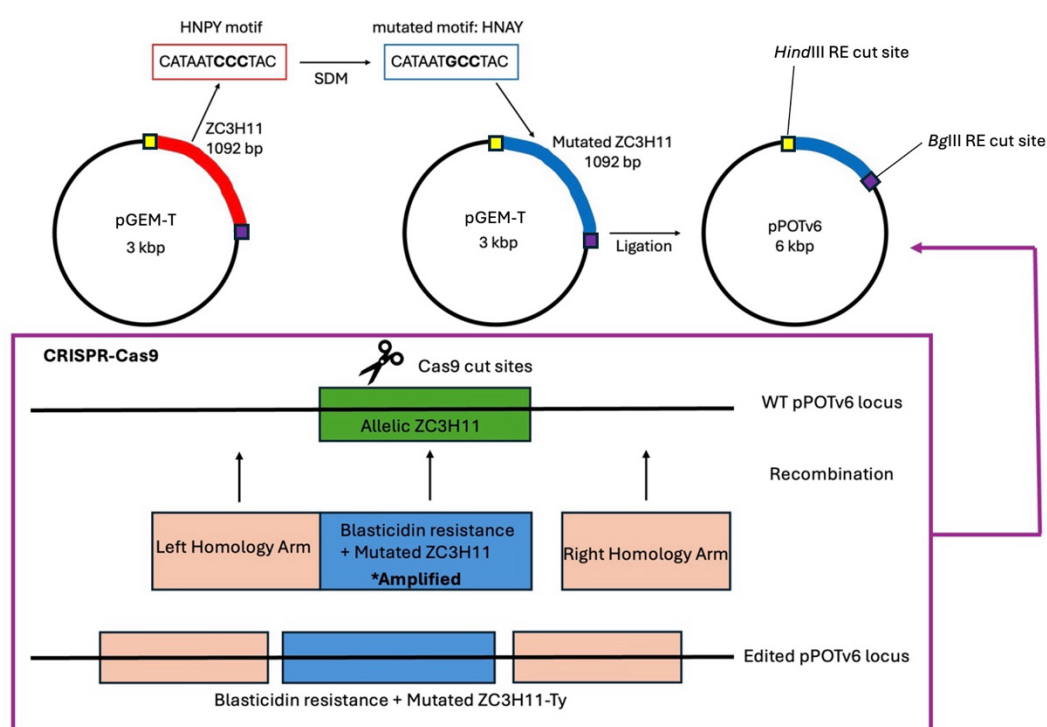 HNPY motif
CATAATCCCTAC
SDM
mutated motif: HNAY
CATAATGCCTAC
HindIII RE cut site
BglII RE cut site
ZC3H11
1092 bp
pGEM-T
3 kbp
Mutated ZC3H11
1092 bp
pGEM-T
3 kbp
Ligation
pPOTv6
6 kbp
CRISPR-Cas9
Cas9 cut sites
Allelic ZC3H11
WT pPOTv6 locus
Recombination
Left Homology Arm
Blasticidin resistance
+ Mutated ZC3H11
*Amplified
Right Homology Arm
Edited pPOTv6 locus
Blasticidin resistance + Mutated ZC3H11-Ty